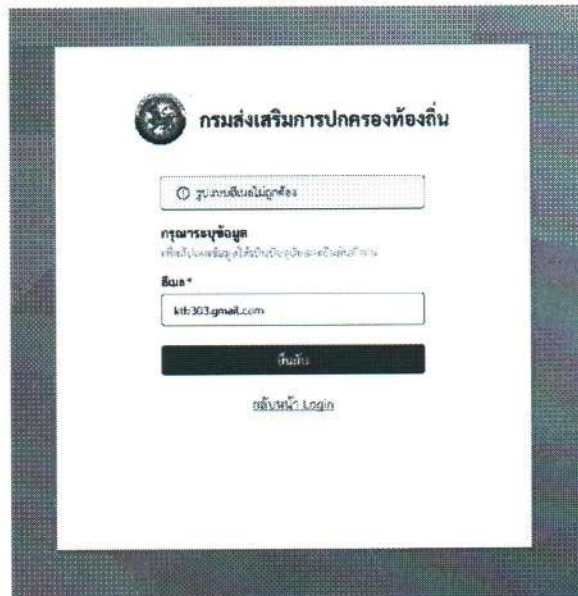 กรมส่งเสริมการปกครองท้องถิ่น
รูปแบบอีเมลไม่ถูกต้อง
กรุณาระบุข้อมูล
อีเมล *
ktb303.gmail.com
ยืนยัน
กลับหน้า Login